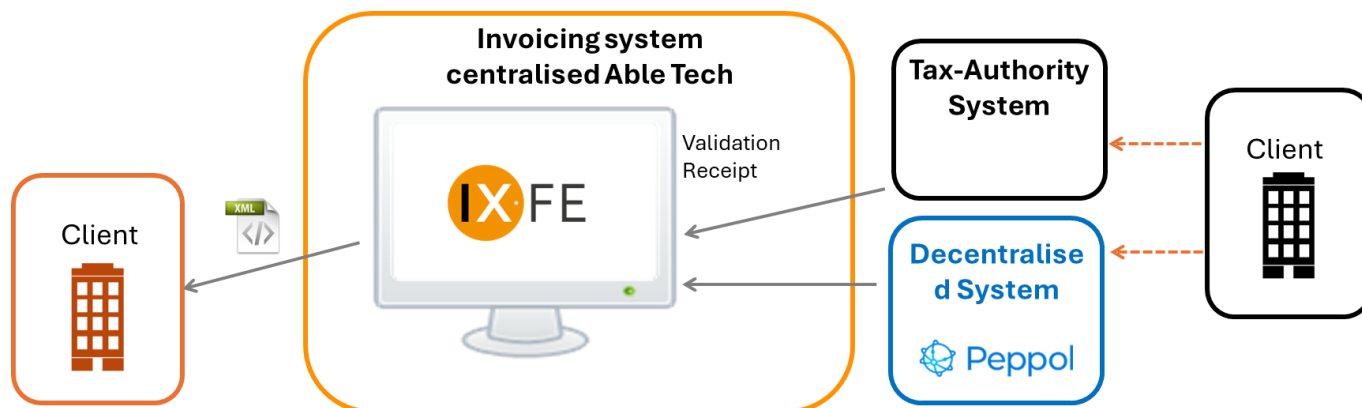 Invoicing system
centralised Able Tech
Tax-Authority
System
Validation
Receipt
Client
XML
</>
IX.FE
Client
Decentralise
d System
Peppol